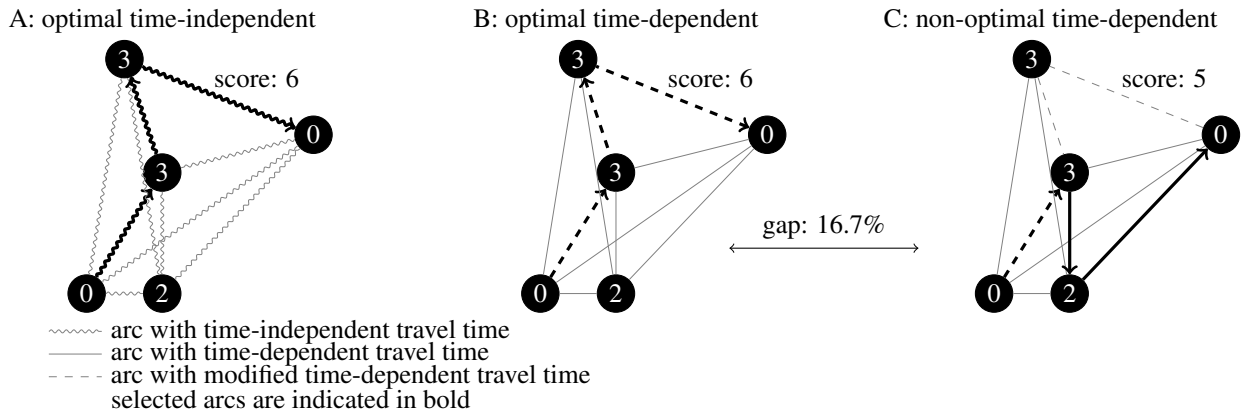 A: optimal time-independent
B: optimal time-dependent
C: non-optimal time-dependent
3
score: 6
0
3
0
2
3
score: 6
0
3
0
2
gap: 16.7%
3
score: 5
0
3
0
2
arc with time-independent travel time
arc with time-dependent travel time
arc with modified time-dependent travel time
selected arcs are indicated in bold